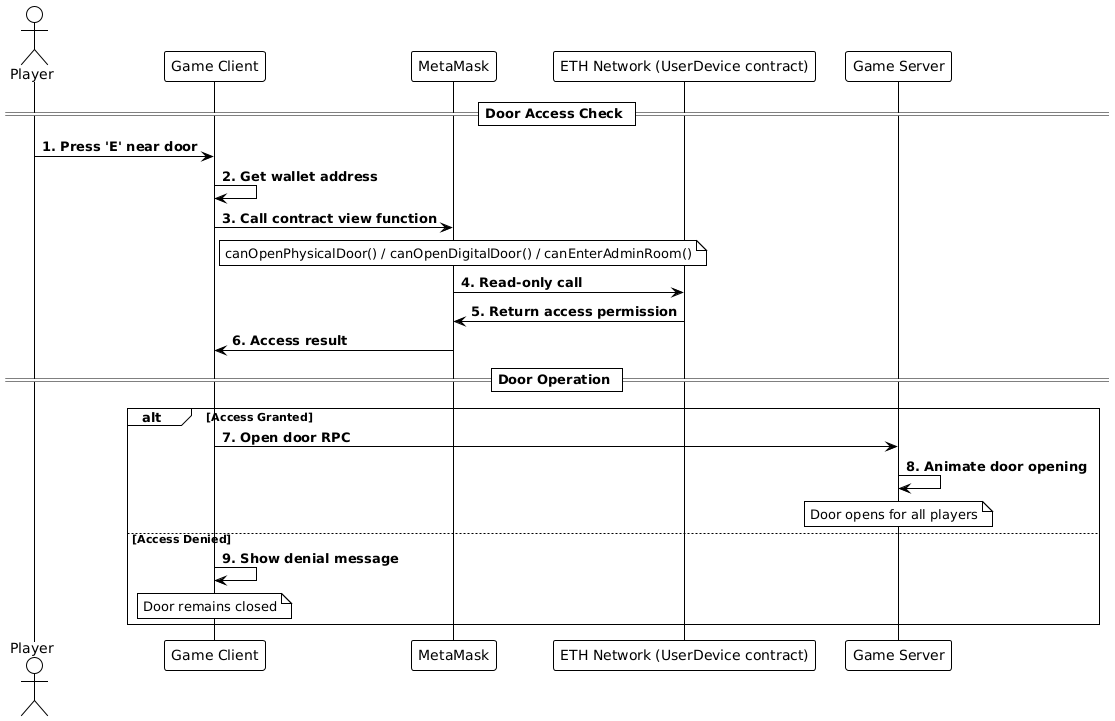 Player
Game Client
MetaMask
ETH Network (UserDevice contract)
Game Server
Door Access Check
1. Press 'E' near door
2. Get wallet address
3. Call contract view function
canOpenPhysicalDoor() / canOpenDigitalDoor() / canEnterAdminRoom()
4. Read-only call
5. Return access permission
6. Access result
Door Operation
alt
[Access Granted]
7. Open door RPC
8. Animate door opening
Door opens for all players
[Access Denied]
9. Show denial message
Door remains closed
Player
Game Client
MetaMask
ETH Network (UserDevice contract)
Game Server